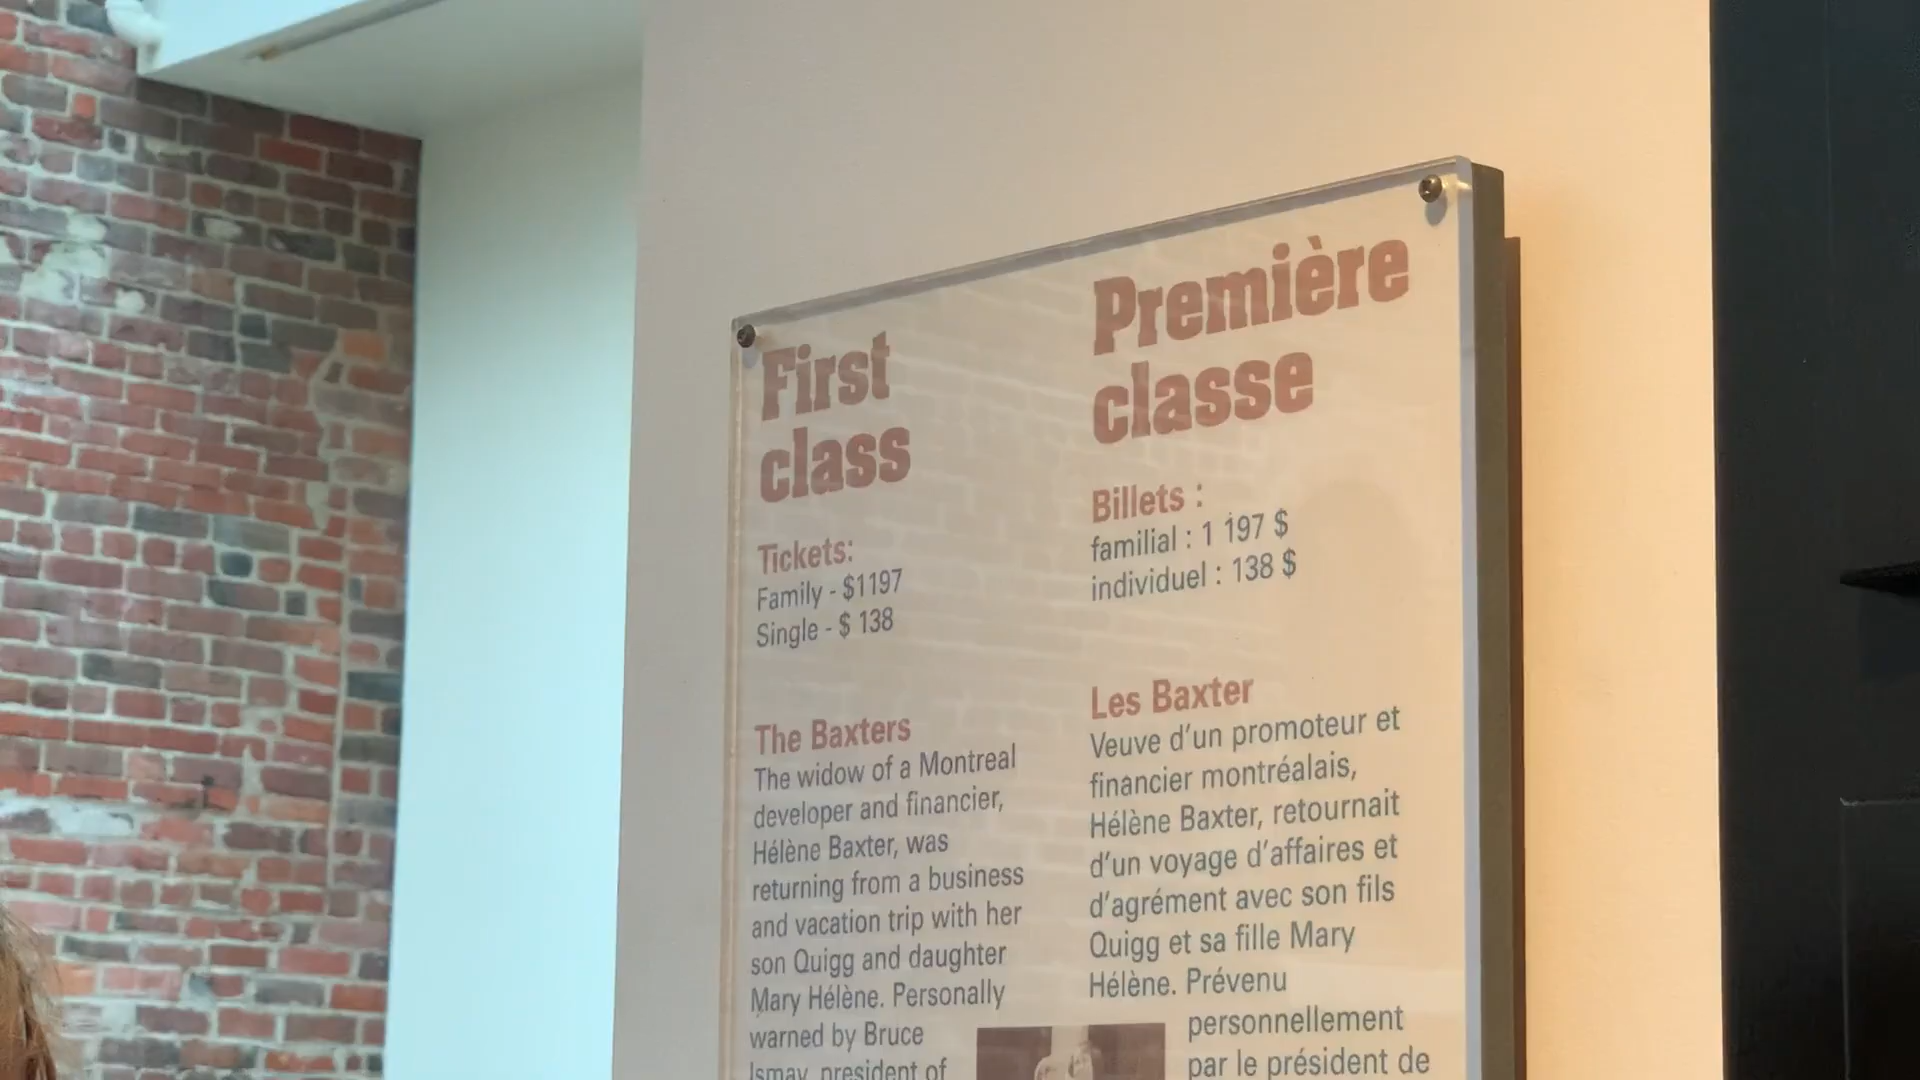 First
class
Tickets:
Family - $1197
Single - $ 138
The Baxters
The widow of a Montreal
developer and financier,
Hélène Baxter, was
returning from a business
and vacation trip with her
son Quigg and daughter
Mary Hélène. Personally
warned by Bruce
Ismay, president of
Première
classe
Billets :
familial : 1 197 $
individuel : 138 $
Les Baxter
Veuve d'un promoteur et
financier montréalais,
Hélène Baxter, retournait
d'un voyage d'affaires et
d'agrément avec son fils
Quigg et sa fille Mary
Hélène. Prévenu
personnellement
par le président de